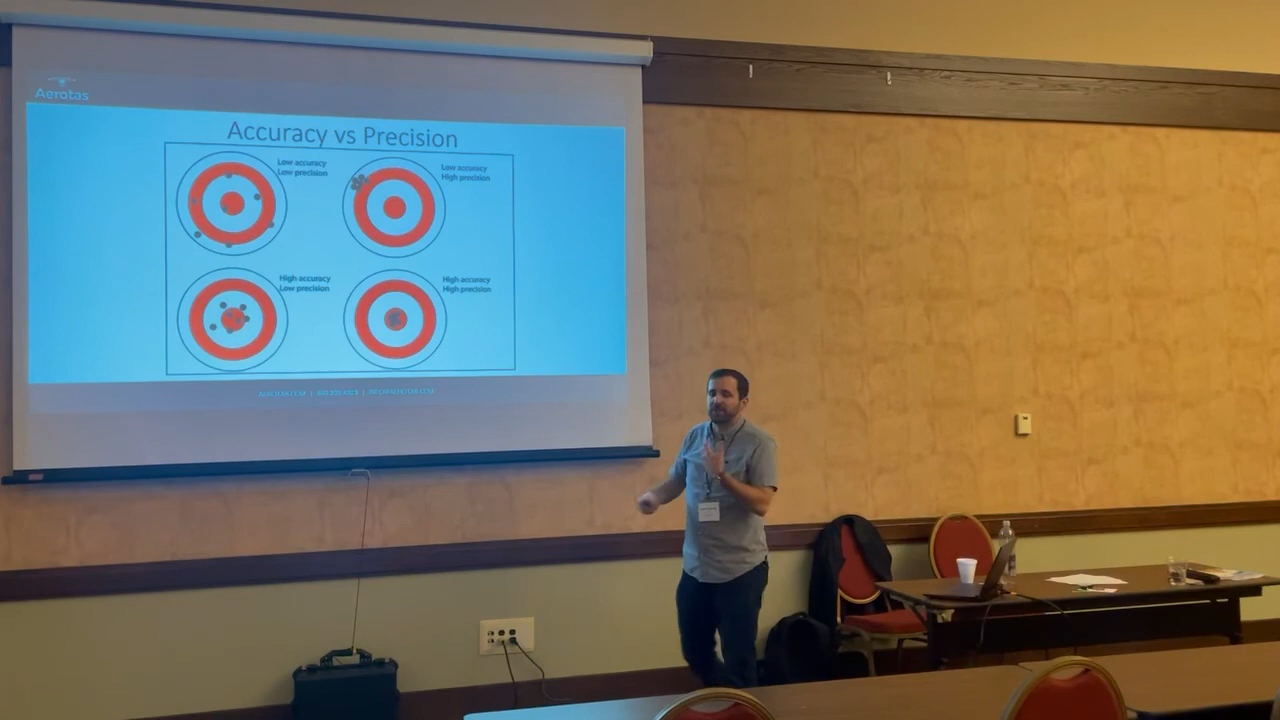 Aerotas
Accuracy vs Precision
Low accuracy
Low precision
Low accuracy
High precision
High accuracy
Low precision
High accuracy
High precision